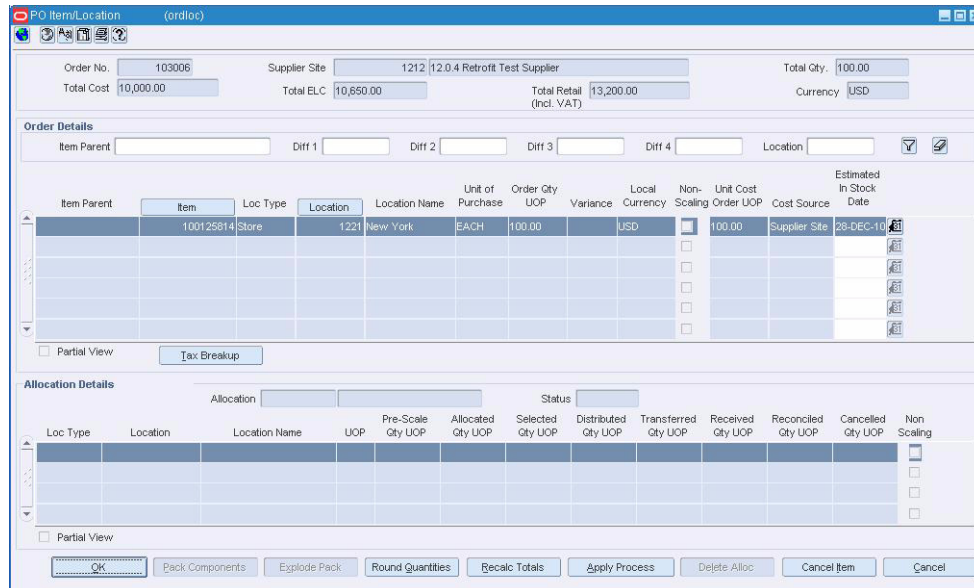 PO Item/Location (ordloc)
Order No. 103006 Supplier Site 1212 12.0.4 Retrofit Test Supplier Total Qty. 100.00
Total Cost 10,000.00 Total ELC 10,650.00 Total Retail (Incl. VAT) 13,200.00 Currency USD
Order Details
Item Parent Diff 1 Diff 2 Diff 3 Diff 4 Location
Item Parent Item Loc Type Location Location Name Unit of Purchase Order Qty UOP Variance Local Currency Non-Scaling Unit Cost Order UOP Cost Source Estimated In Stock Date
100125814 Store 1221 New York EACH 100.00 USD 100.00 Supplier Site 28-DEC-10
Partial View Tax Breakup
Allocation Details
Allocation Status
Loc Type Location Location Name UOP Pre-Scale Qty UOP Allocated Qty UOP Selected Qty UOP Distributed Qty UOP Transferred Qty UOP Received Qty UOP Reconciled Qty UOP Cancelled Qty UOP Non Scaling
Partial View
OK Pack Components Explode Pack Round Quantities Recalc Totals Apply Process Delete Alloc Cancel Item Cancel